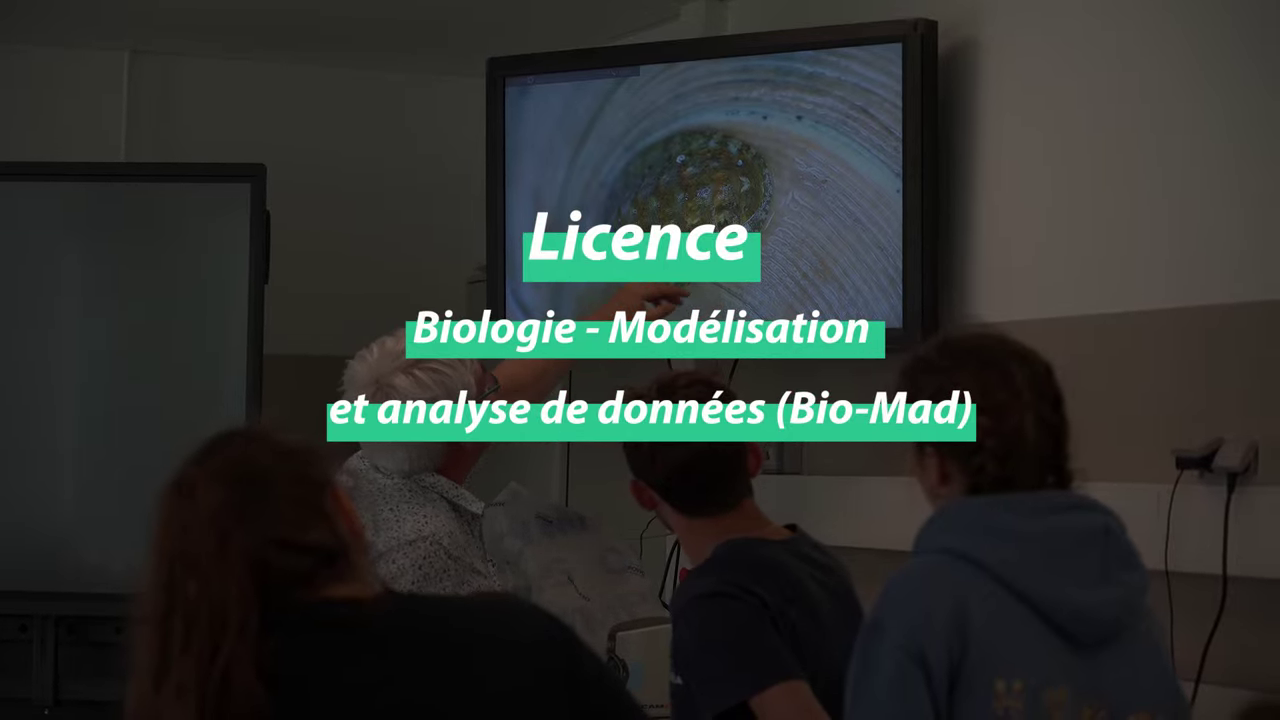 Licence
Biologie - Modélisation
et analyse de données (Bio-Mad)